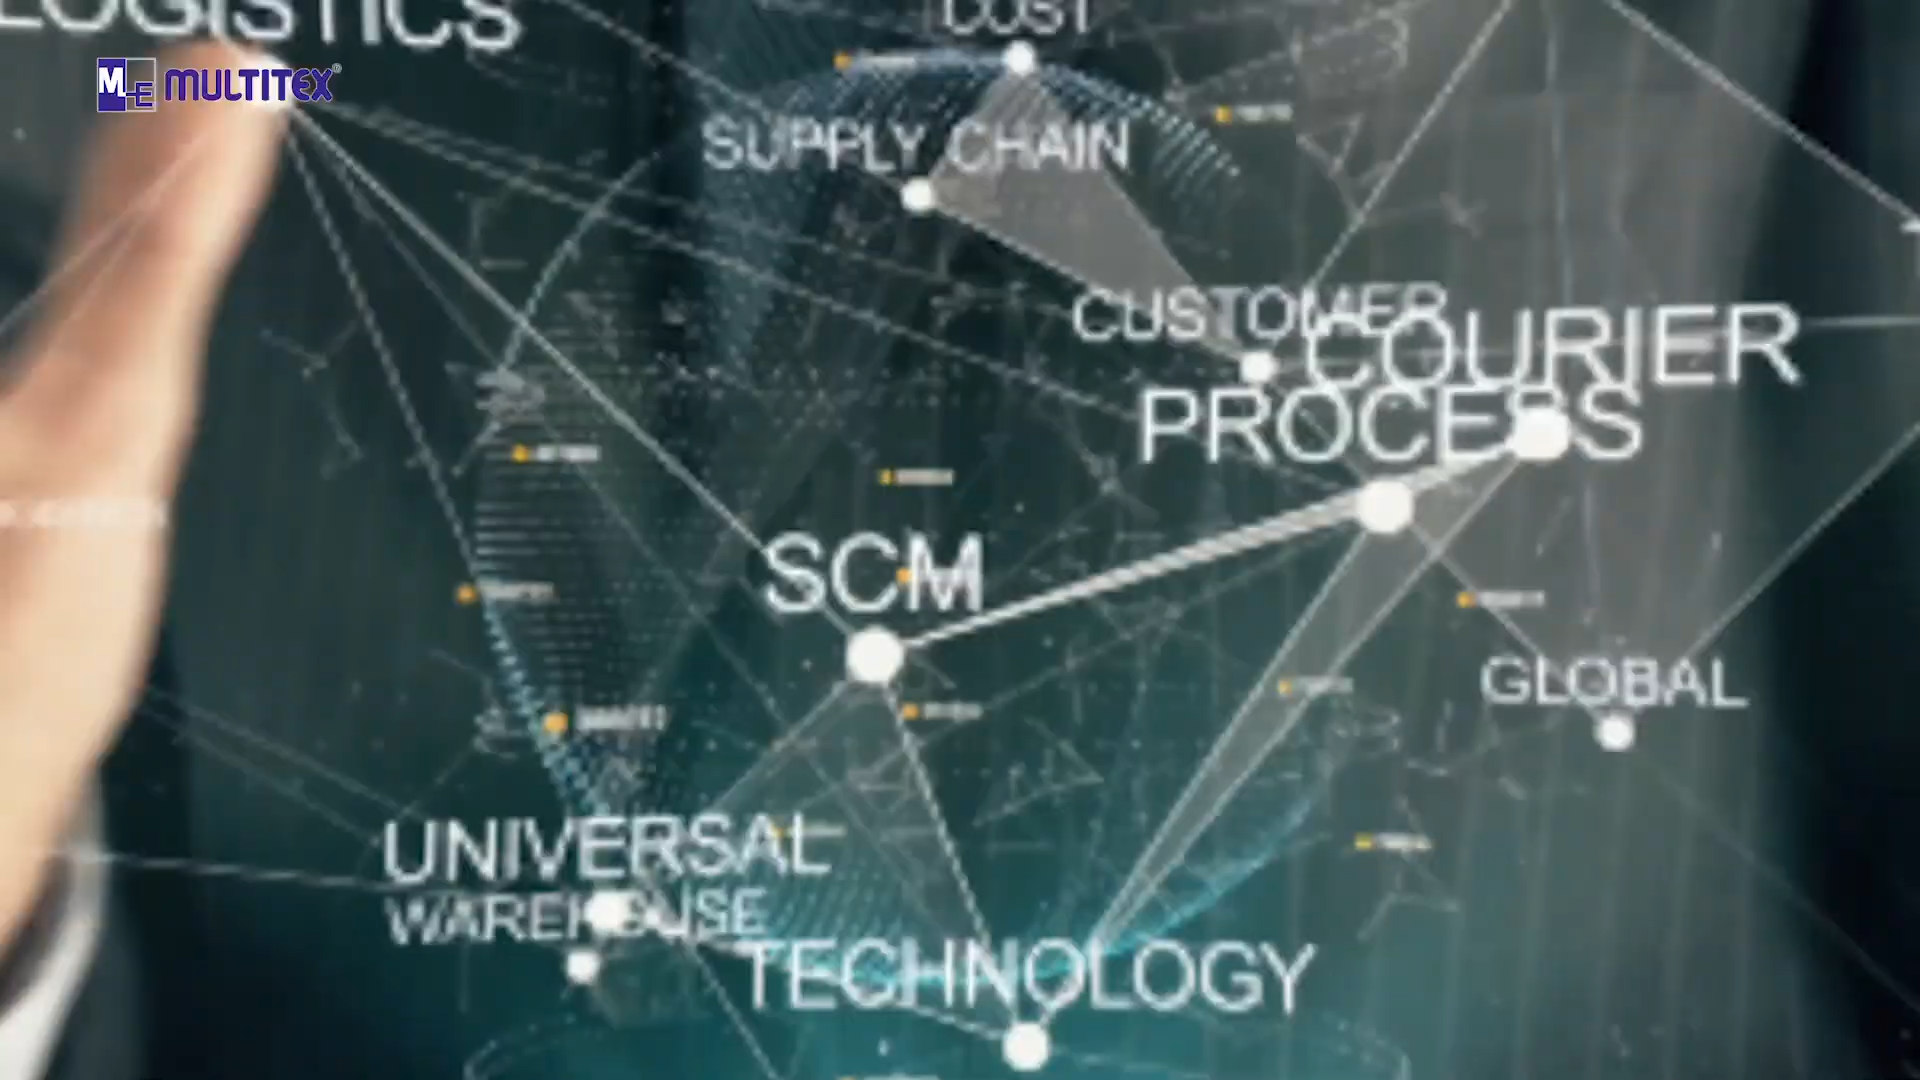 LOGISTICS
COST
M-E MULTITEX®
SUPPLY CHAIN
CUSTOMER
COURIER
PROCESS
SCM
GLOBAL
UNIVERSAL
WAREHOUSE
TECHNOLOGY